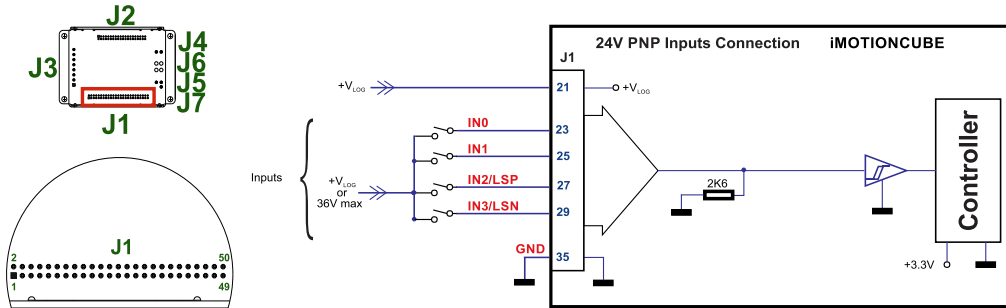 J2
J4
J3
J6
J5
J7
J1
J1
2
50
1
49
24V PNP Inputs Connection
iMOTIONCUBE
J1
+VLOG
21
+VLOG
IN0
23
IN1
25
Inputs
+VLOG
or
36V max
IN2/LSP
27
IN3/LSN
29
GND
35
2K6
Controller
+3.3V